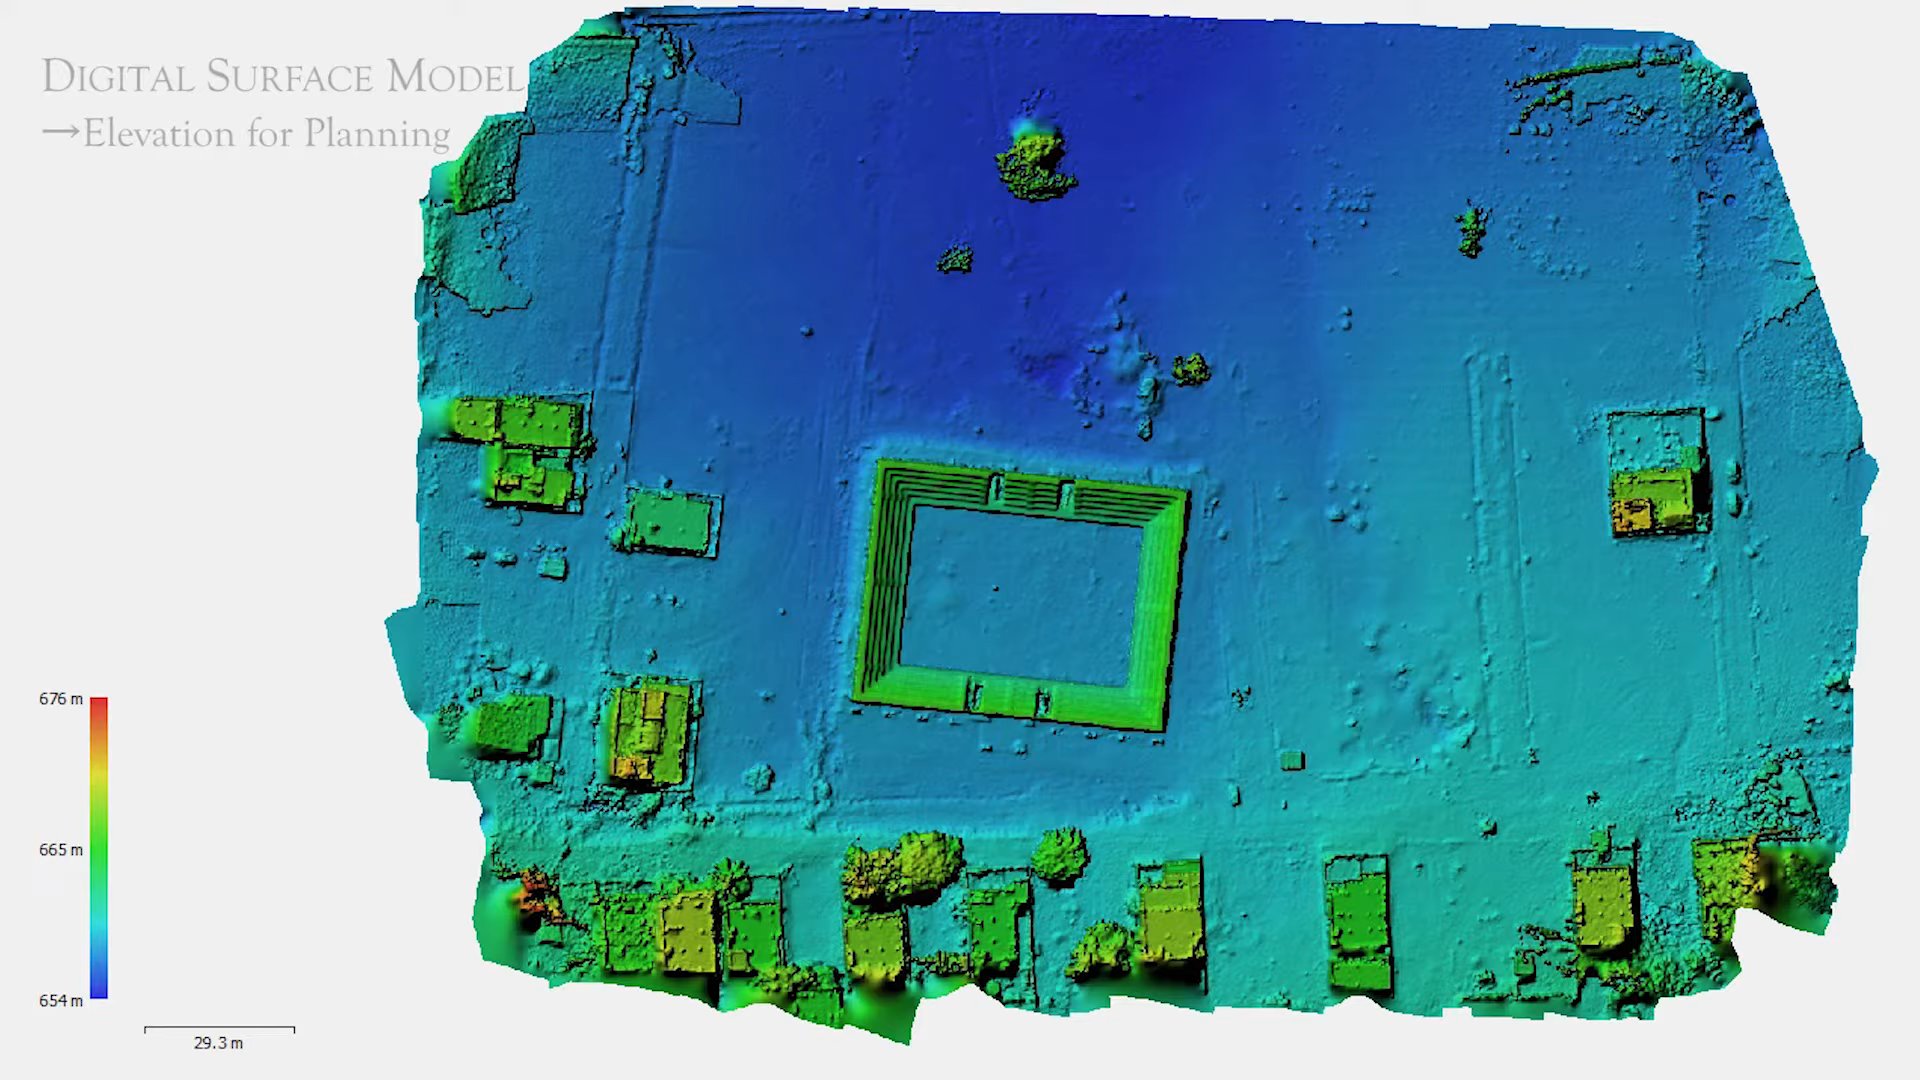 DIGITAL SURFACE MODEL
→Elevation for Planning
676 m
665 m
654 m
29.3 m